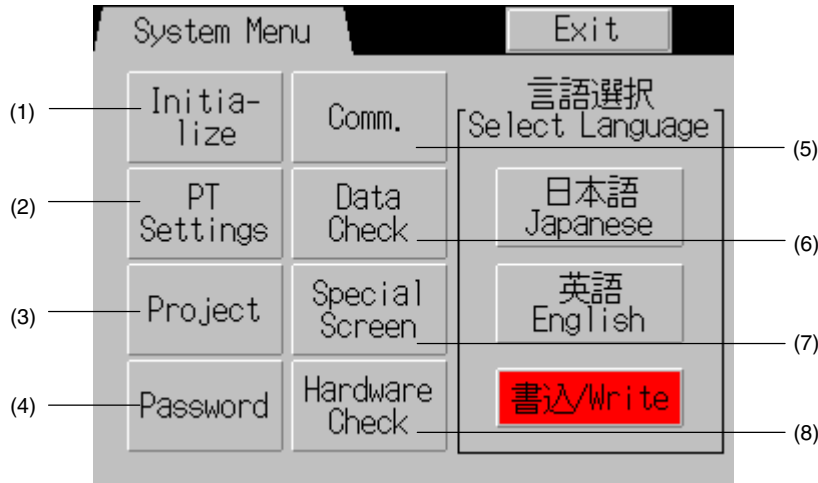 System Menu
Exit
(1)
Initia-
lize
Comm.
(5)
(2)
PT
Settings
Data
Check
(6)
(3)
Project
Special
Screen
(7)
(4)
Password
Hardware
Check
(8)
言語選択
Select Language
日本語
Japanese
英語
English
書込/Write